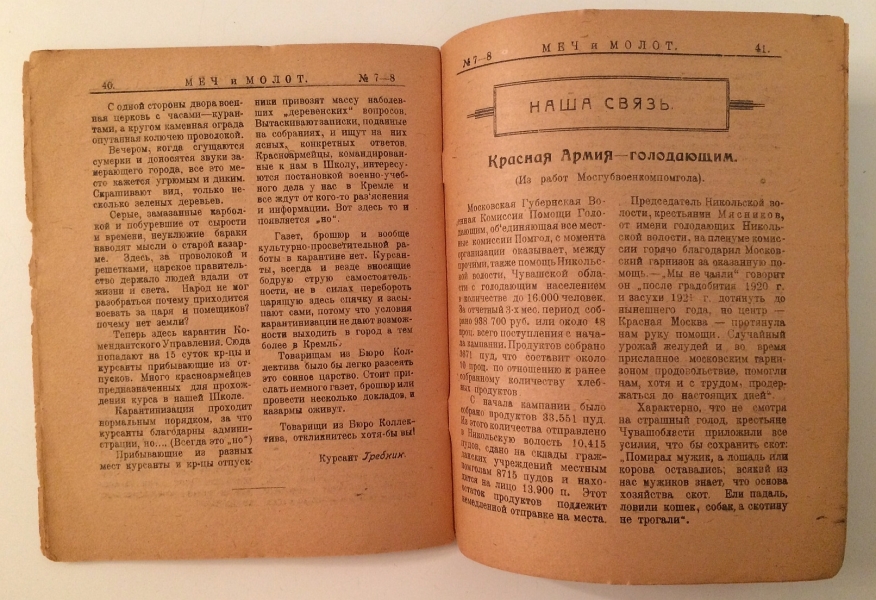 40.
МЕЧ и МОЛОТ.
№ 7—8
С одной стороны двора воен-
ная церковь с часами—куран-
тами, а кругом каменная ограда
опутанная колючею проволокой.
Вечером, когда сгущаются
сумерки и доносятся звуки за-
мерающего города, все это ме-
сто кажется угрюмым и диким.
Скрашивают вид, только не-
сколько зеленых деревьев.
Серые, замазанные карбол-
кой и побуревшие от сырости
и времени, неуклюжие бараки
наводят мысли о старой казар-
ме. Здесь, за проволокой и
решетками, царское правитель-
ство держало людей вдали от
жизни и света. Народ не мог
разобраться почему приходится
воевать за царя и помещиков?
почему нет земли?
Теперь здесь карантин Ко-
мендантского Управления. Сюда
попадают на 15 суток кр-цы и
курсанты прибывающие из от-
пусков. Много красноармейцев
предназначенных для прохож-
дения курса в нашей Школе.
Карантинизация проходит
нормальным порядком, за что
курсанты благодарны админи-
страции, но.... (Всегда это „но")
Прибывающие из разных
мест курсанты и кр-цы отпуск-
ники привозят массу наболев-
ших „деревенских" вопросов.
Вытаскивают записки, поданные
на собраниях, и ищут на них
ясных, конкретных ответов.
Красноармейцы, командирован-
ные к нам в Школу, интересу-
ются постановкой военно-учеб-
ного дела у нас в Кремле и
все ждут от кого-то раз'яснения
и информации. Вот здесь то и
появляется „но".
Газет, брошюр и вообще
культурно-просветительной ра-
боты в карантине нет. Курсан-
ты, всегда и везде вносящие
бодрую струю самостоятель-
ности, не в силах перебороть
царящую здесь спячку и засы-
пают сами, потому что условия
карантинизации не дают возмож-
ности выходить в город а тем
более в Кремль.
Товарищам из Бюро Кол-
лектива было бы легко рассеять
это сонное царство. Стоит при-
слать немного газет, брошюр или
провести несколько докладов, и
казармы оживут.
Товарищи из Бюро Коллек-
тива, откликнитесь хотя-бы вы!
Курсант Гребник.
№ 7—8
МЕЧ и МОЛОТ.
41.
НАША СВЯЗЬ.
Красная Армия—голодающим.
(Из работ Мосгубвоенкомпомгола).
Московская Губернская Во-
енная Комиссия Помощи Голо-
дающим, об'единяющая все мест-
ные комиссии Помгол, с момента
организации оказывает, между
прочими, также помощь Никольс-
кой волости, Чувашской обла-
сти с голодающим населением
в количестве до 16.000 человек.
За отчетный 3-х мес. период соб-
рано 938 700 руб. или около 48
проц. всего поступления с нача-
ла кампании. Продуктов собрано
3071 пуд, что составит около
10 проц. по отношению к ранее
собранному количеству хлеб-
ных продуктов
С начала кампании было
собрано продуктов 33.551 пуд.
Из этого количества отправлено
в Никольскую волость 10.415
пудов, сдано на склады граж-
данских учреждений местным
помголам 8715 пудов и нахо-
дится на лицо 13.900 п. Этот
остаток продуктов подлежит
немедленной отправке на места.
Председатель Никольской во-
лости, крестьянин Мясников,
от имени голодающих Николь-
ской волости, на пленуме комис-
сии горячо благодарил Москов-
ский гарнизон за оказанную по-
мощь.—„Мы не чаяли" говорит
он „после градобития 1920 г.
и засухи 1921 г. дотянуть до
нынешнего года, но центр —
Красная Москва — протянула
нам руку помощи. Случайный
урожай желудей и во время
присланное московским гарни-
зоном продовольствие, помогли
нам, хотя и с трудом, продер-
жаться до настоящих дней".
Характерно, что не смотря
на страшный голод, крестьяне
Чувашобласти приложили все
усилия, что бы сохранить скот:
„Помирал мужик, а лошадь или
корова оставались; всякий из
нас мужиков знает, что основа
хозяйства скот. Ели падаль,
ловили кошек, собак, а скотину
не трогали".